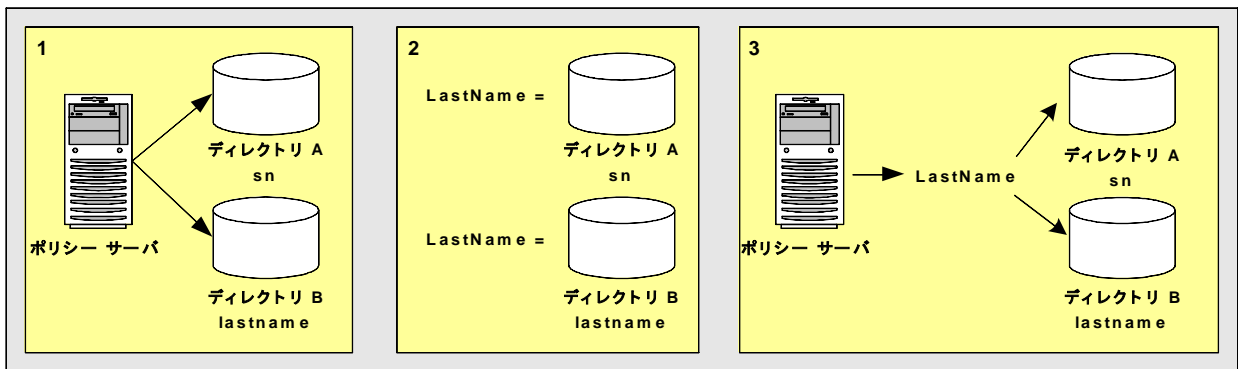 1
ポリシー サーバ
ディレクトリ A
sn
ディレクトリ B
lastname
2
LastName =
ディレクトリ A
sn
LastName =
ディレクトリ B
lastname
3
ポリシー サーバ
LastName
ディレクトリ A
sn
ディレクトリ B
lastname